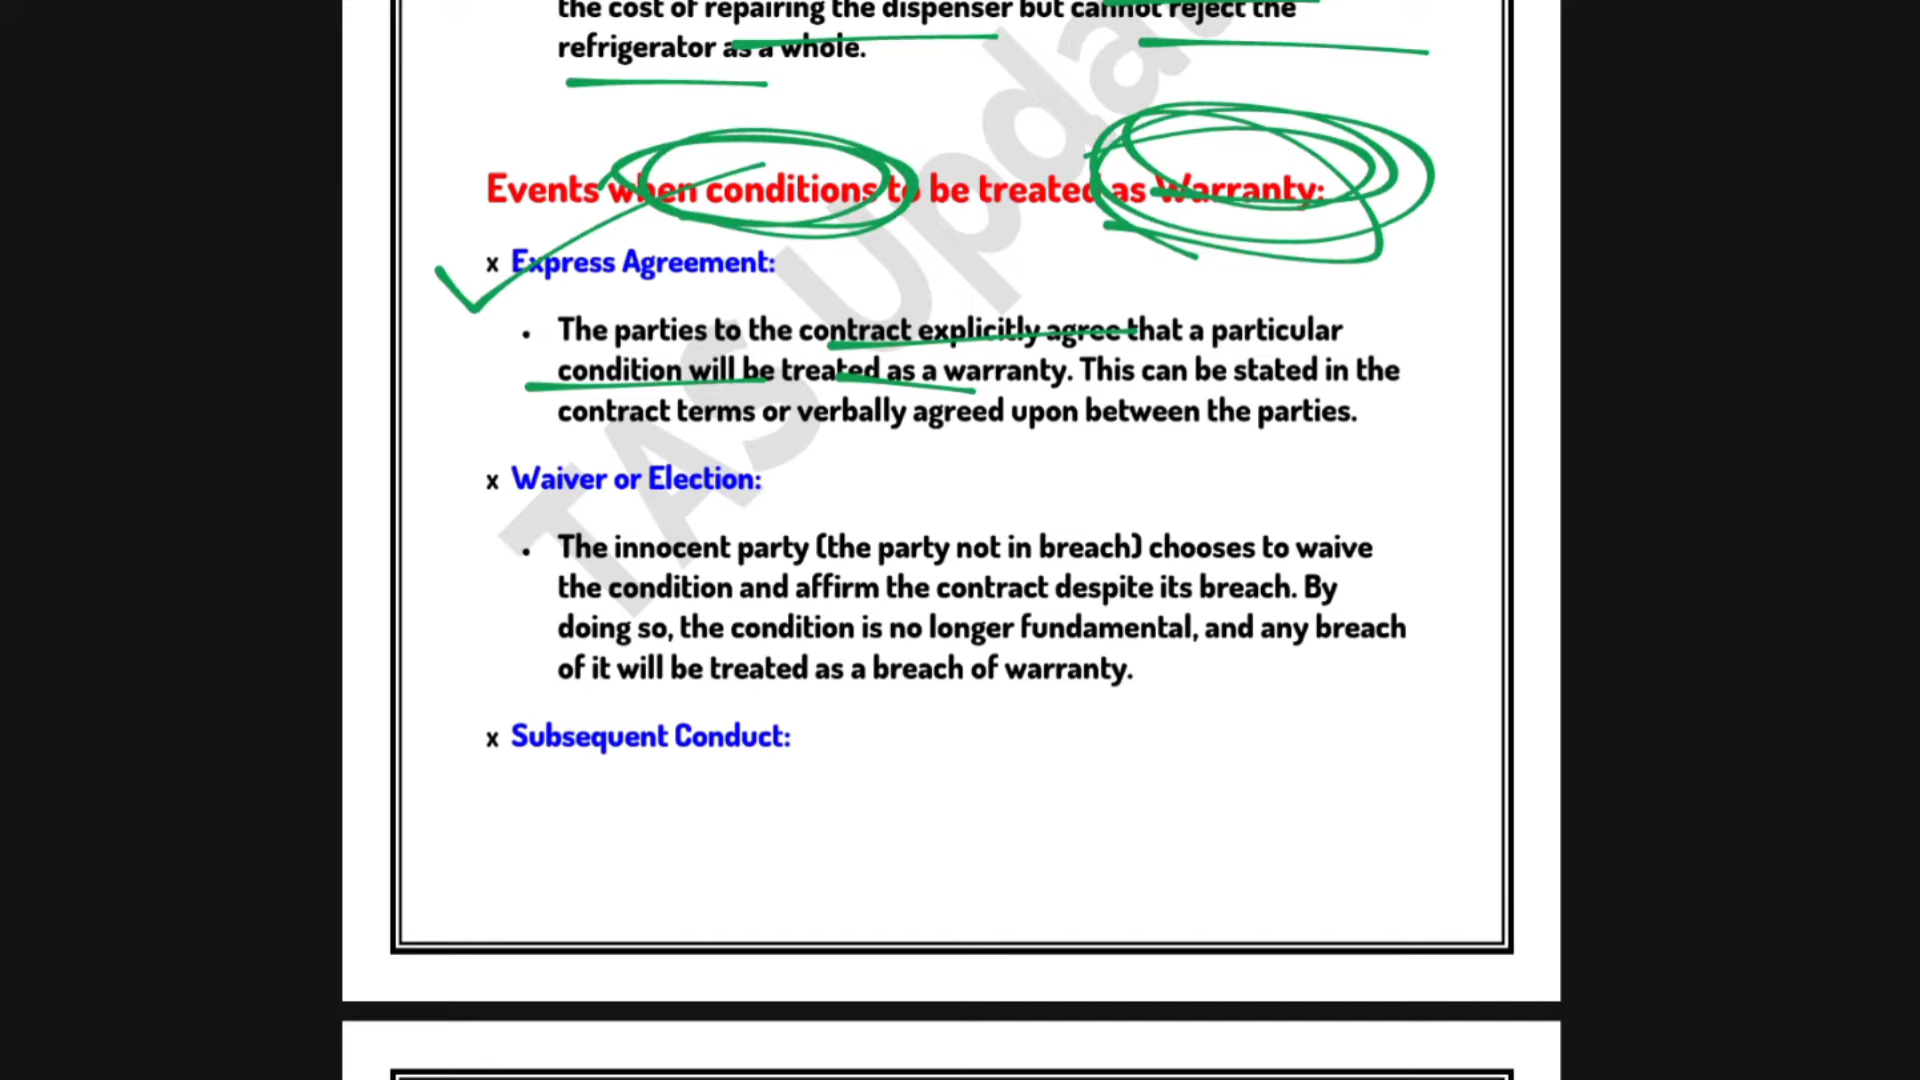 the cost of repairing the dispenser but cannot reject the
refrigerator as a whole.
Events when conditions to be treated as Warranty:
x Express Agreement:
• The parties to the contract explicitly agree that a particular
condition will be treated as a warranty. This can be stated in the
contract terms or verbally agreed upon between the parties.
x Waiver or Election:
• The innocent party (the party not in breach) chooses to waive
the condition and affirm the contract despite its breach. By
doing so, the condition is no longer fundamental, and any breach
of it will be treated as a breach of warranty.
x Subsequent Conduct:
TAS Updat